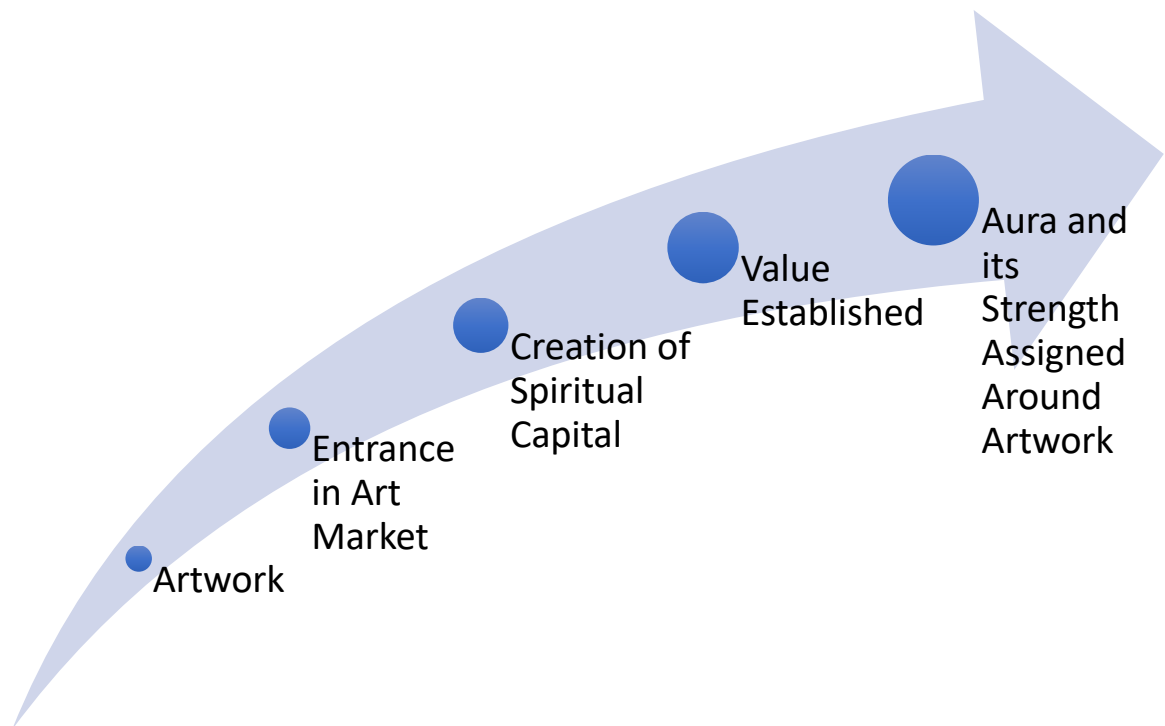 Artwork
Entrance
in Art
Market
Creation of
Spiritual
Capital
Value
Established
Aura and
its
Strength
Assigned
Around
Artwork